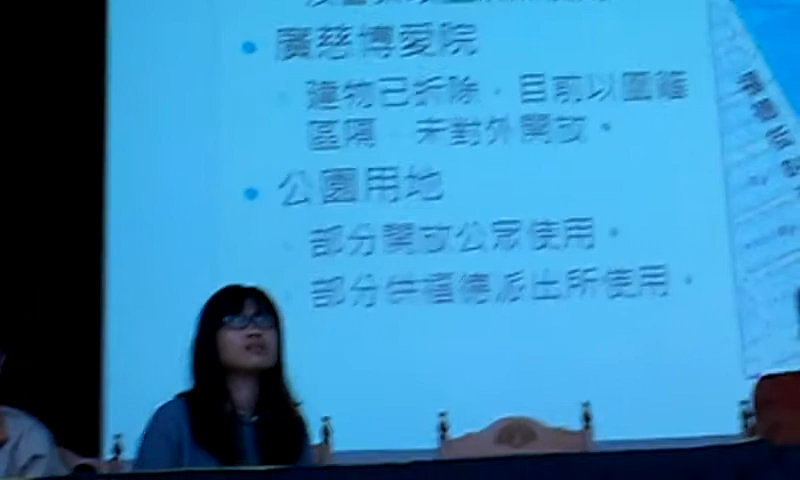 廣慈博愛院
建物已拆除，目前以圍籬
區隔，未對外開放。
公園用地
部分開放公眾使用。
部分供福德派出所使用。